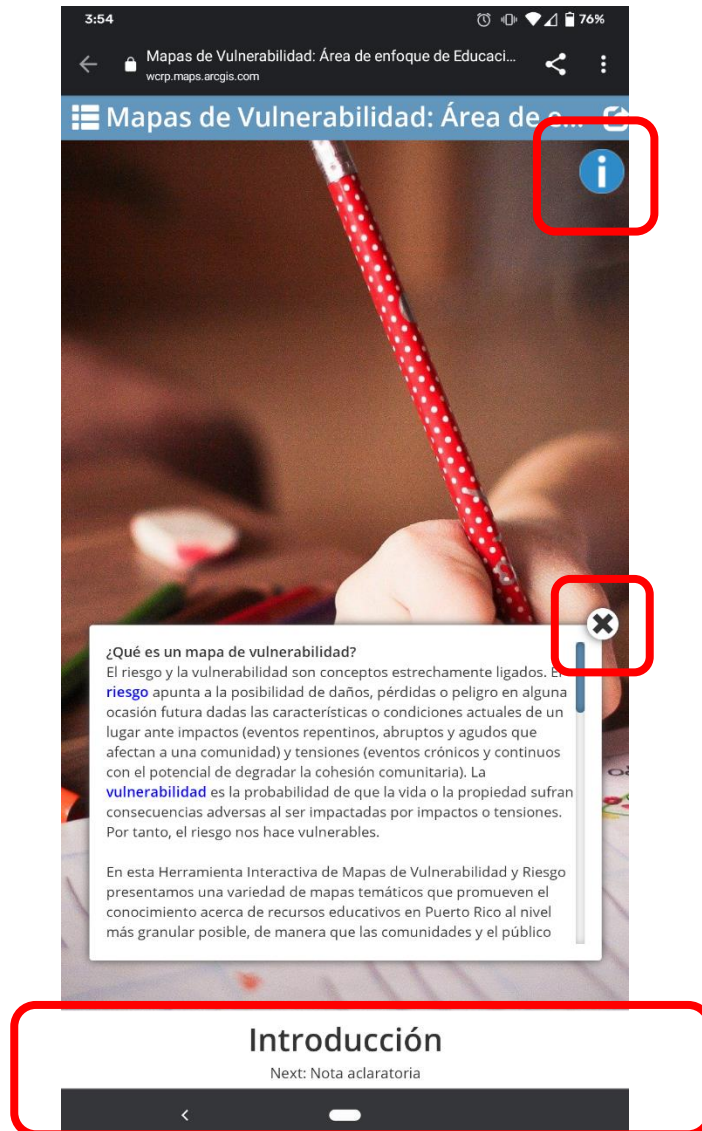 3:54
76%
Mapas de Vulnerabilidad: Área de enfoque de Educaci...
wcrp.maps.arcgis.com
Mapas de Vulnerabilidad: Área de e...
i
¿Qué es un mapa de vulnerabilidad?
El riesgo y la vulnerabilidad son conceptos estrechamente ligados. El
riesgo apunta a la posibilidad de daños, pérdidas o peligro en alguna
ocasión futura dadas las características o condiciones actuales de un
lugar ante impactos (eventos repentinos, abruptos y agudos que
afectan a una comunidad) y tensiones (eventos crónicos y continuos
con el potencial de degradar la cohesión comunitaria). La
vulnerabilidad es la probabilidad de que la vida o la propiedad sufran
consecuencias adversas al ser impactadas por impactos o tensiones.
Por tanto, el riesgo nos hace vulnerables.
En esta Herramienta Interactiva de Mapas de Vulnerabilidad y Riesgo
presentamos una variedad de mapas temáticos que promueven el
conocimiento acerca de recursos educativos en Puerto Rico al nivel
más granular posible, de manera que las comunidades y el público
Introducción
Next: Nota aclaratoria